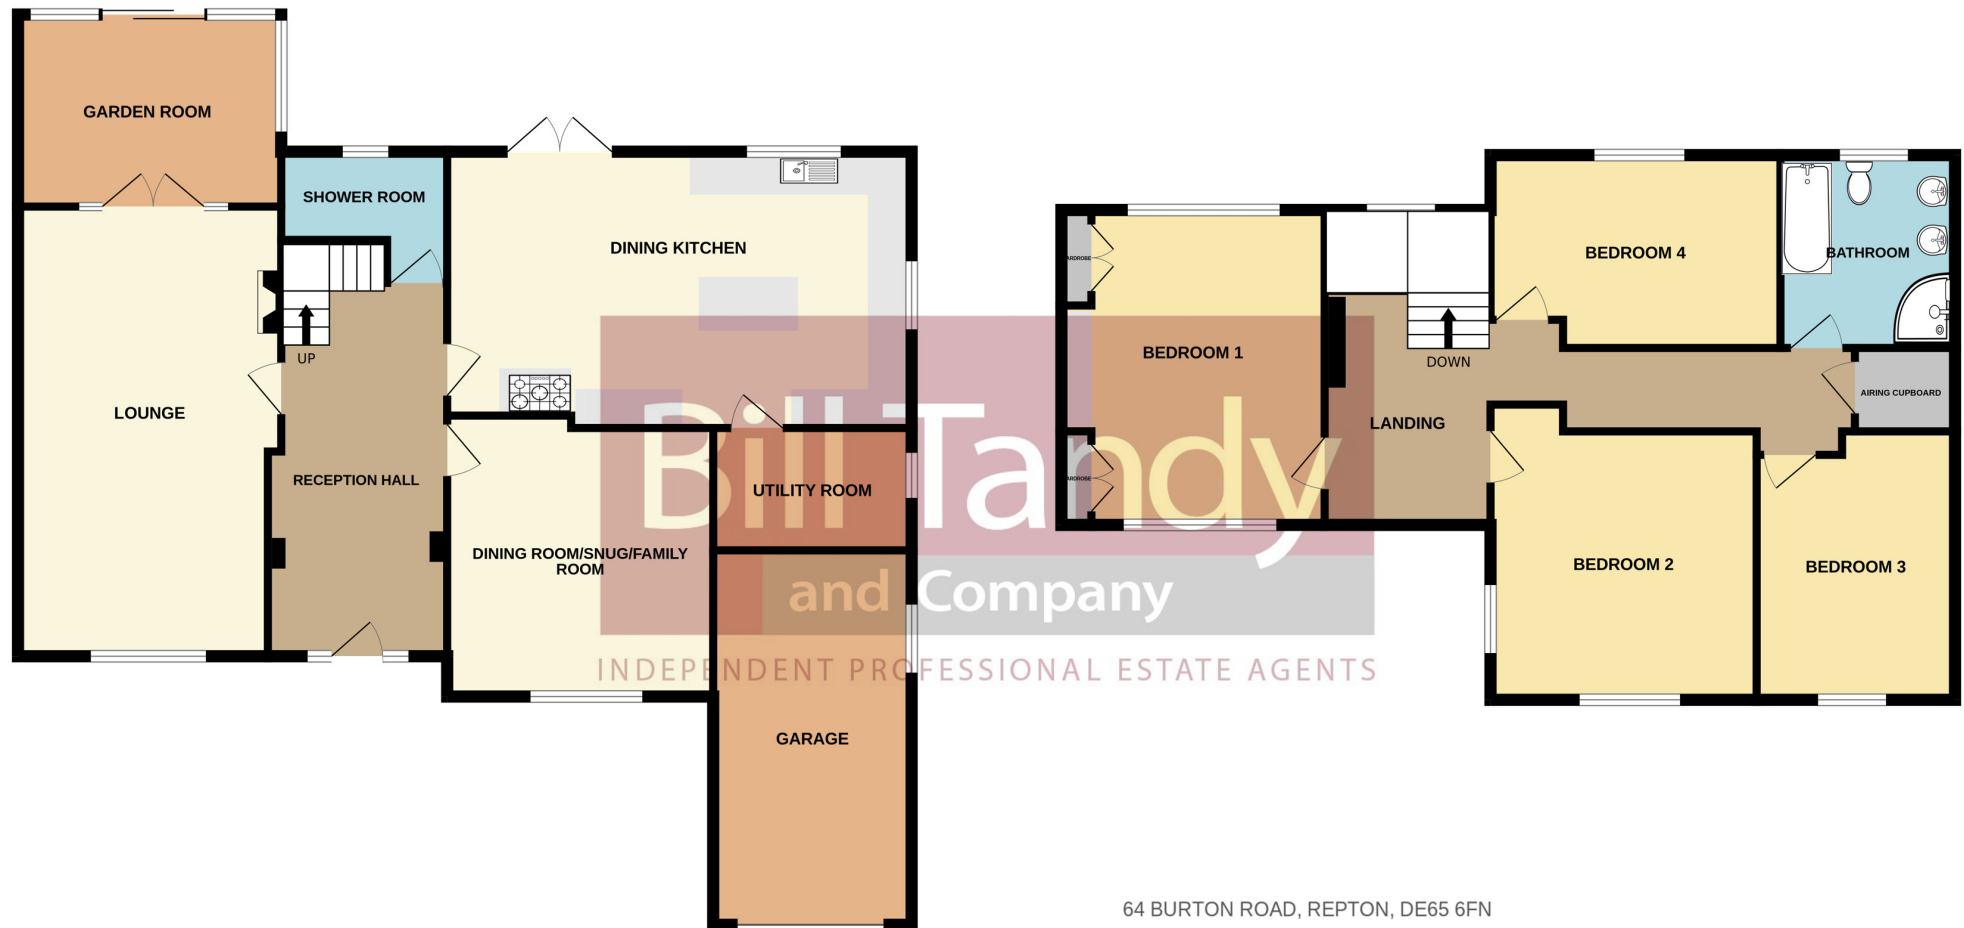 GARDEN ROOM
SHOWER ROOM
DINING KITCHEN
UP
LOUNGE
RECEPTION HALL
UTILITY ROOM
DINING ROOM/SNUG/FAMILY
ROOM
GARAGE
BEDROOM 4
BATHROOM
ARDROBE
BEDROOM 1
DOWN
AIRING CUPBOARD
LANDING
ARDROBE
BEDROOM 2
BEDROOM 3
Bill Tandy
and Company
INDEPENDENT PROFESSIONAL ESTATE AGENTS
64 BURTON ROAD, REPTON, DE65 6FN